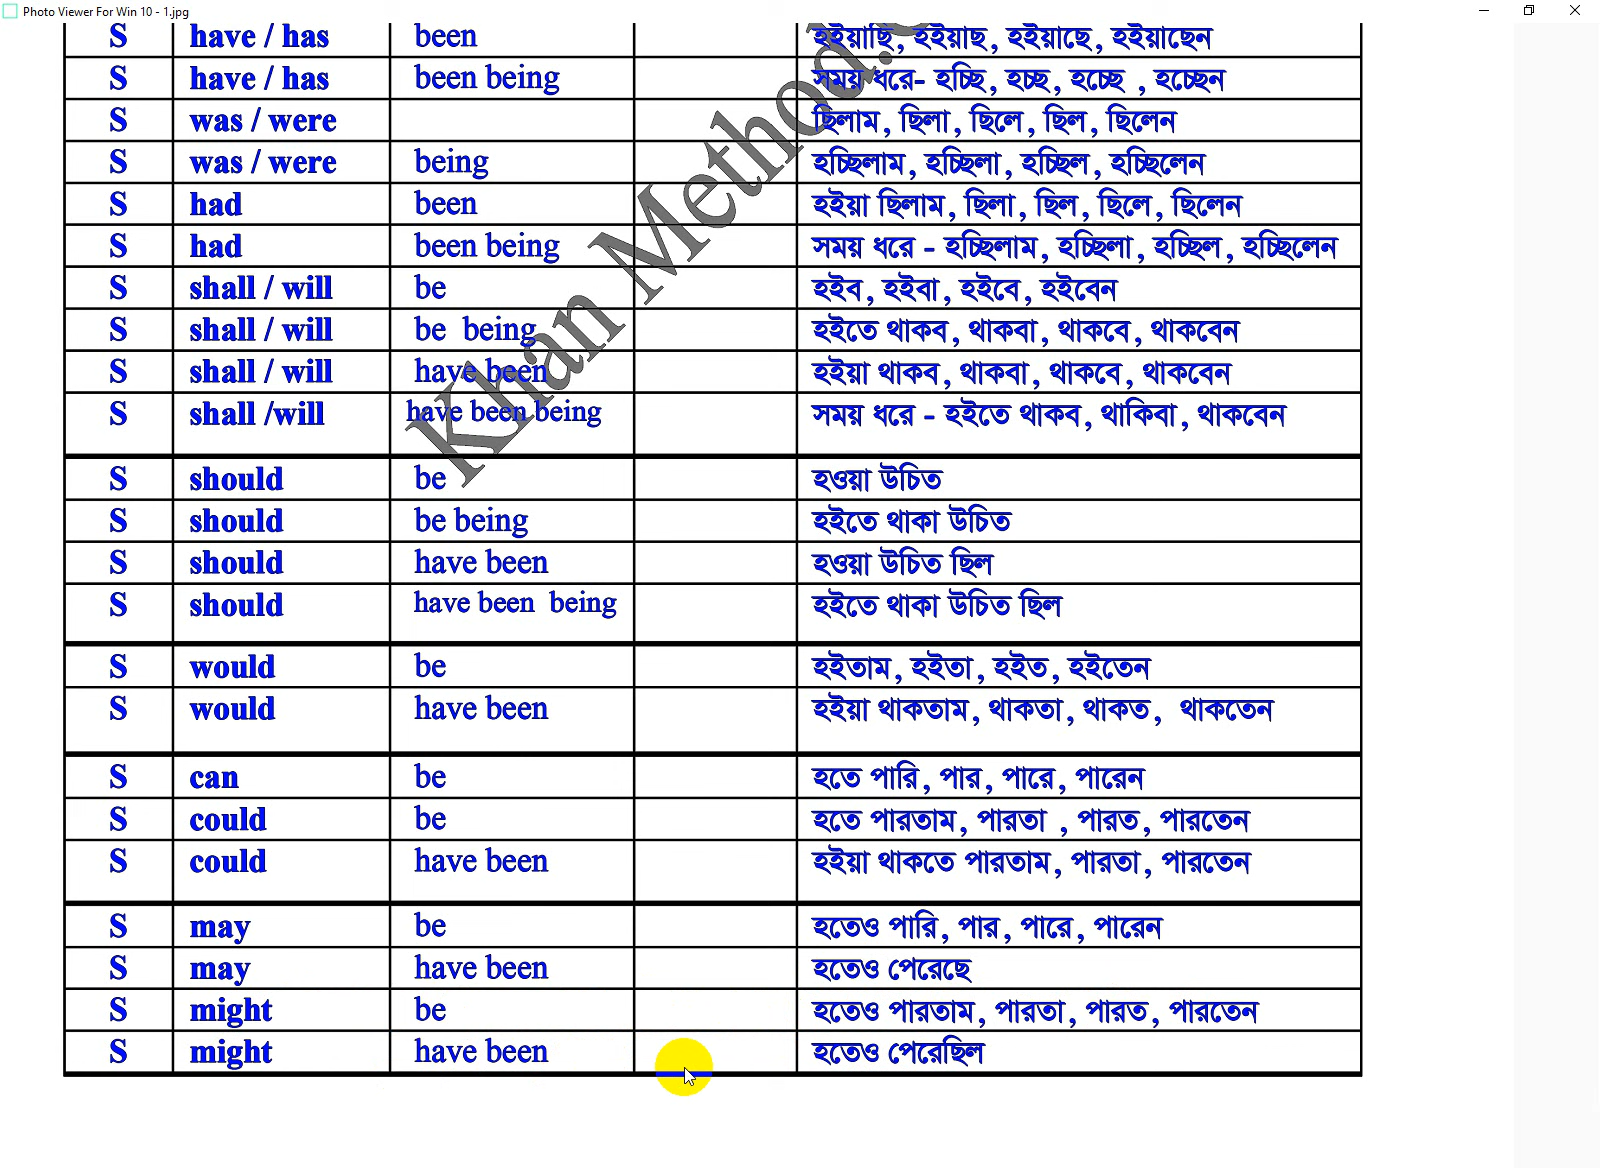 Photo Viewer For Win 10 - 1.jpg
S have / has been হইয়াছি, হইয়াছ, হইয়াছে, হইয়াছেন
S have / has been being সময় ধরে- হচ্ছি, হচ্ছ, হচ্ছে , হচ্ছেন
S was / were ছিলাম, ছিলা, ছিলে, ছিল, ছিলেন
S was / were being হচ্ছিলাম, হচ্ছিলা, হচ্ছিল, হচ্ছিলেন
S had been হইয়া ছিলাম, ছিলা, ছিল, ছিলে, ছিলেন
S had been being সময় ধরে - হচ্ছিলাম, হচ্ছিলা, হচ্ছিল, হচ্ছিলেন
S shall / will be হইব, হইবা, হইবে, হইবেন
S shall / will be being হইতে থাকব, থাকবা, থাকবে, থাকবেন
S shall / will have been হইয়া থাকব, থাকবা, থাকবে, থাকবেন
S shall /will have been being সময় ধরে - হইতে থাকব, থাকিবা, থাকবেন
S should be হওয়া উচিত
S should be being হইতে থাকা উচিত
S should have been হওয়া উচিত ছিল
S should have been being হইতে থাকা উচিত ছিল
S would be হইতাম, হইতা, হইত, হইতেন
S would have been হইয়া থাকতাম, থাকতা, থাকত, থাকতেন
S can be হতে পারি, পার, পারে, পারেন
S could be হতে পারতাম, পারতা , পারত, পারতেন
S could have been হইয়া থাকতে পারতাম, পারতা, পারতেন
S may be হতেও পারি, পার, পারে, পারেন
S may have been হতেও পেরেছে
S might be হতেও পারতাম, পারতা, পারত, পারতেন
S might have been হতেও পেরেছিল
Khan Method.